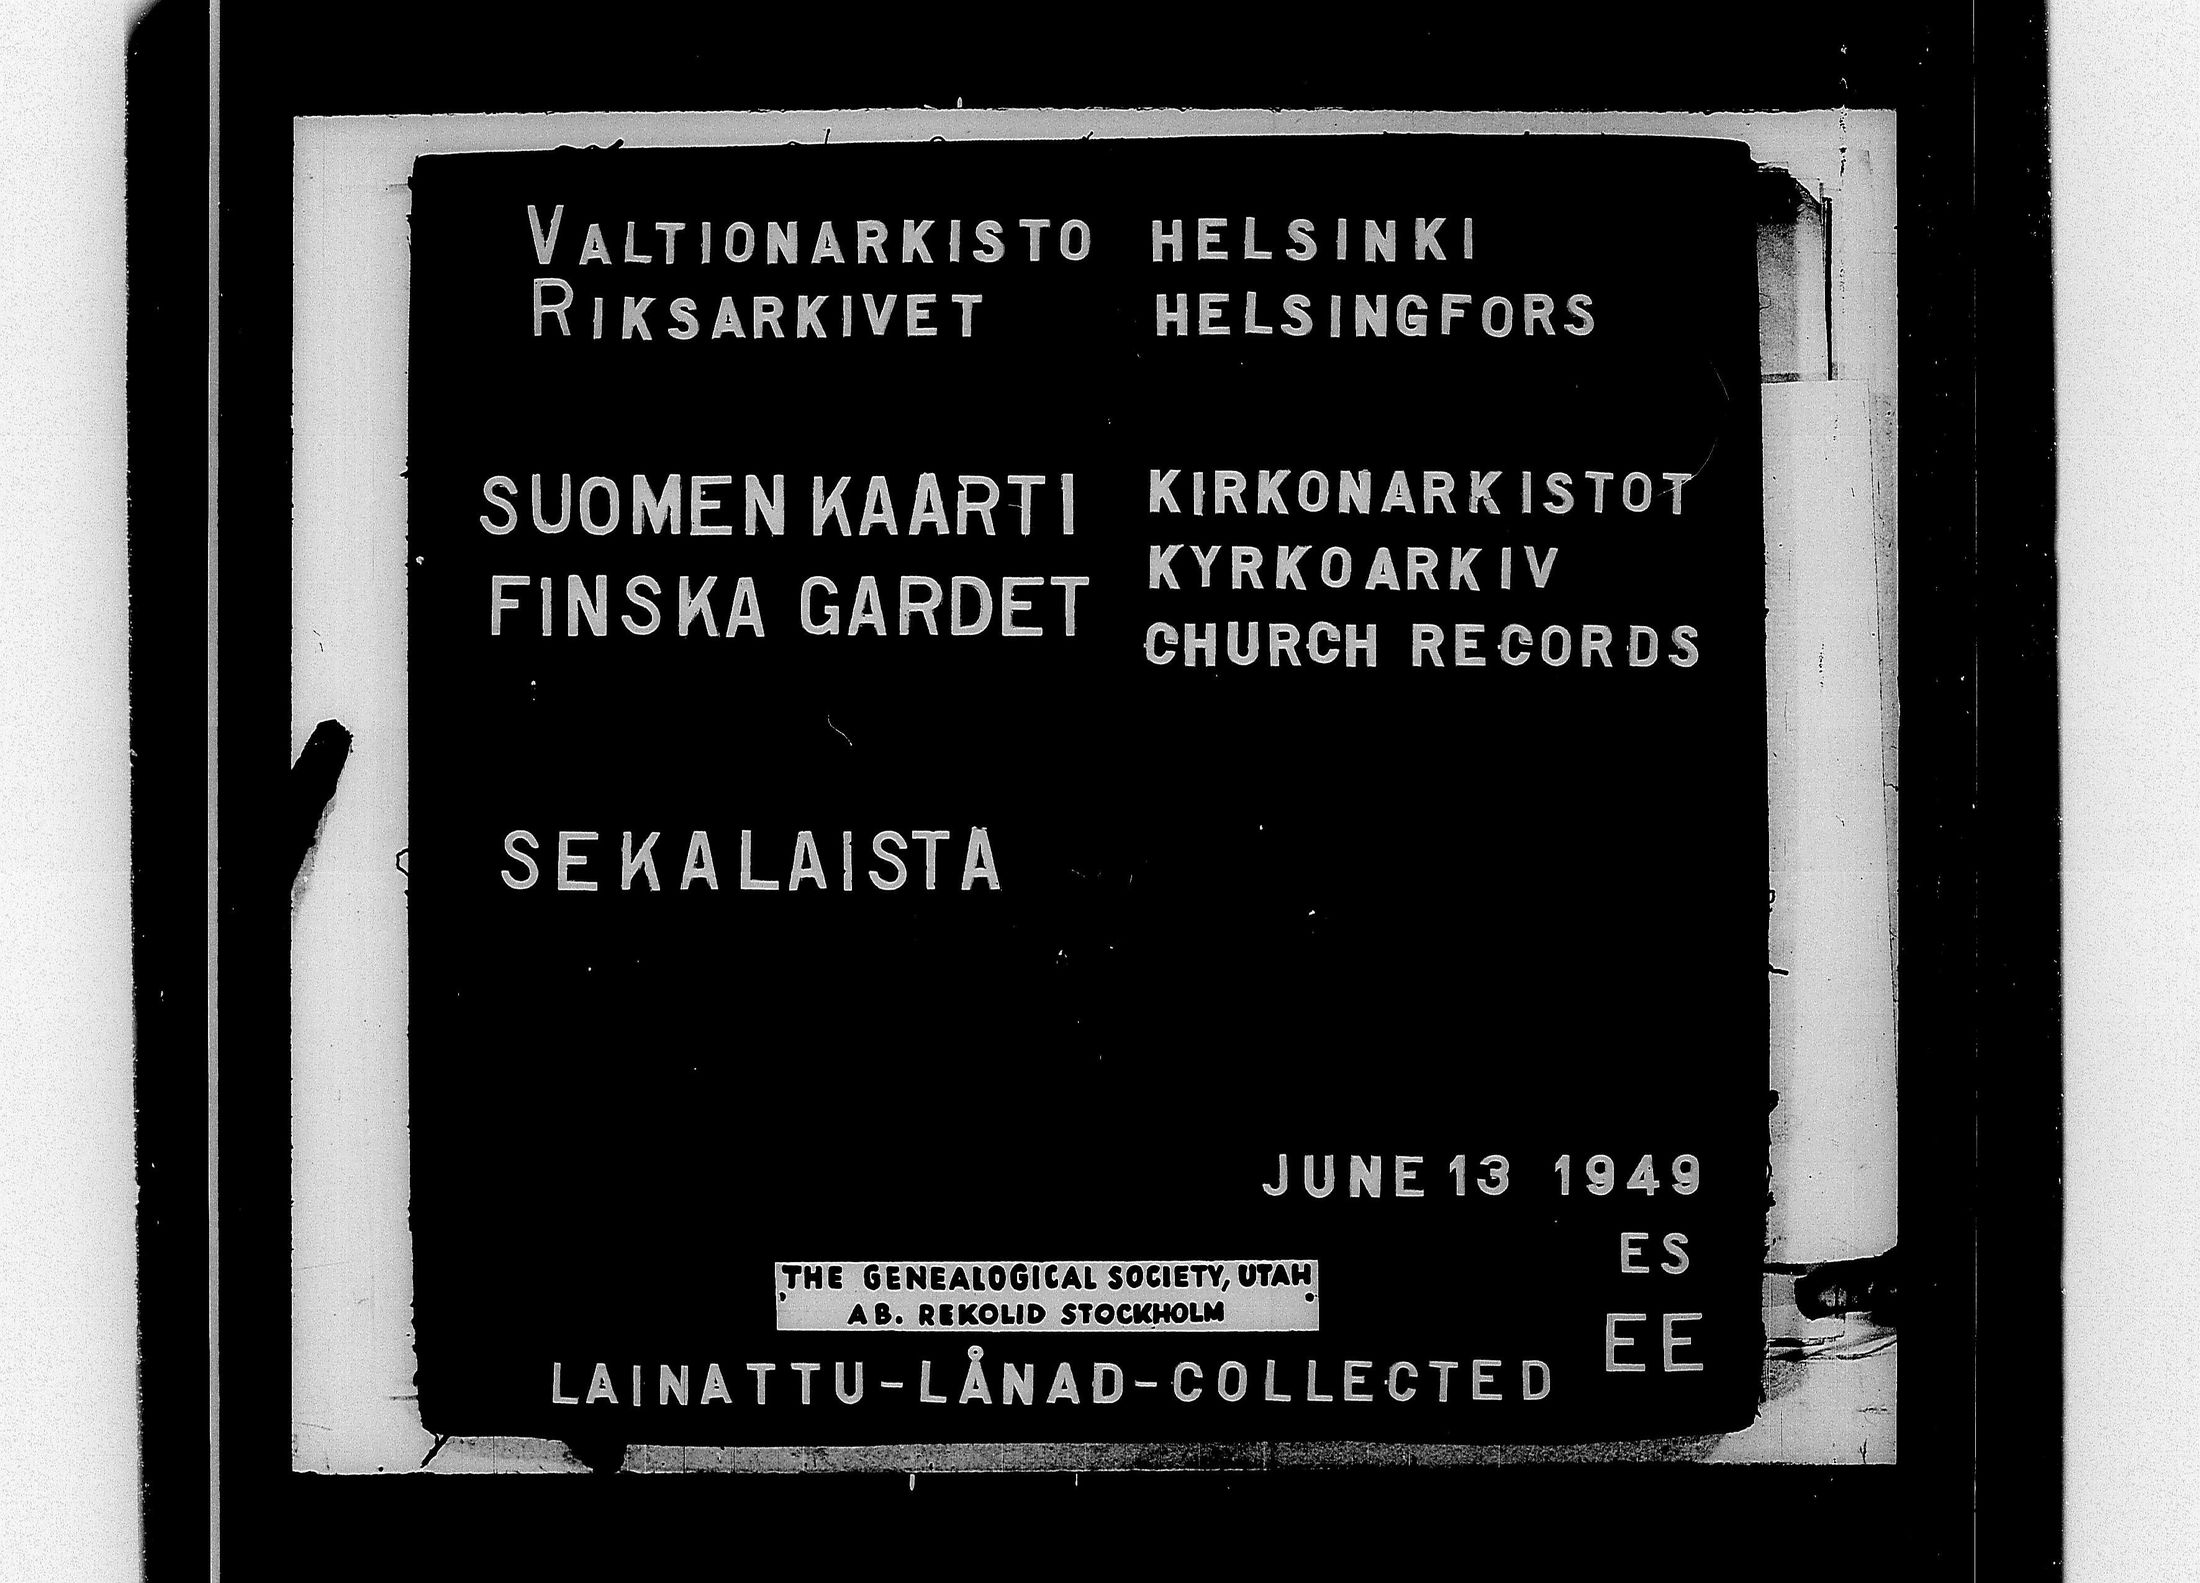 VALTIONARKISTO HELSINKI
RIKSARKIVET HELSINGFORS
SUOMEN KAARTI
FINSKA GARDET
KIRKONARKISTOT
KYRKOARKIV
CHURCH RECORDS
SEKALAISTA
JUNE 13 1949
ES
EE
THE GENEALOGICAL SOCIETY, UTAH
AB. REKOLID STOCKHOLM
LAINATTU-LÅNAD-COLLECTED